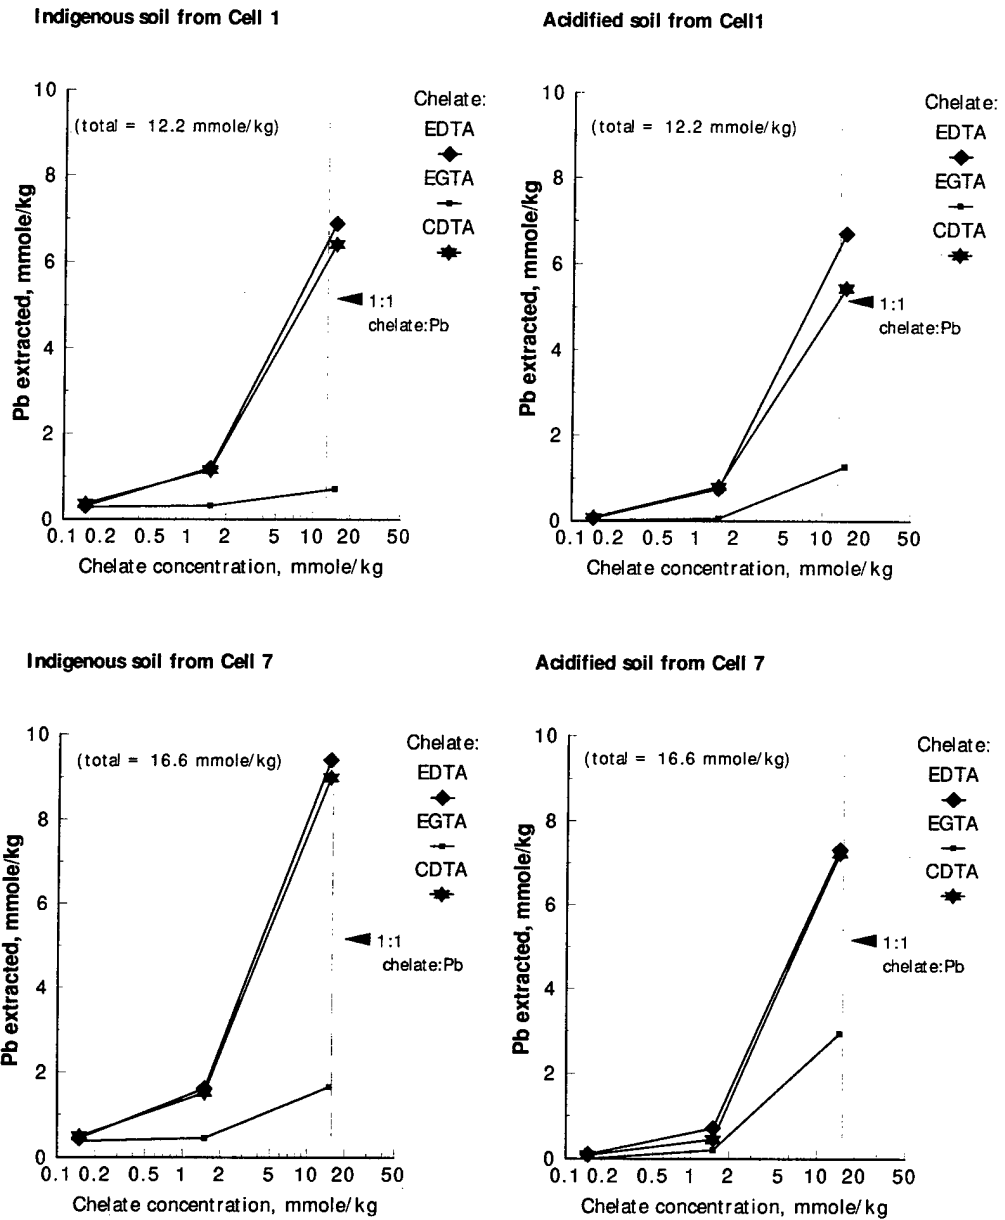 Indigenous soil from Cell 1
10
8
6
4
2
0
Pb extracted, mmole/kg
(total = 12.2 mmole/kg)
Chelate:
EDTA
EGTA
CDTA
1:1
chelate:Pb
0.1 0.2 0.5 1 2 5 10 20 50
Chelate concentration, mmole/kg
Acidified soil from Cell1
10
8
6
4
2
0
Pb extracted, mmole/kg
(total = 12.2 mmole/kg)
Chelate:
EDTA
EGTA
CDTA
1:1
chelate:Pb
0.1 0.2 0.5 1 2 5 10 20 50
Chelate concentration, mmole/kg
Indigenous soil from Cell 7
10
8
6
4
2
0
Pb extracted, mmole/kg
(total = 16.6 mmole/kg)
Chelate:
EDTA
EGTA
CDTA
1:1
chelate:Pb
0.1 0.2 0.5 1 2 5 10 20 50
Chelate concentration, mmole/kg
Acidified soil from Cell 7
10
8
6
4
2
0
Pb extracted, mmole/kg
(total = 16.6 mmole/kg)
Chelate:
EDTA
EGTA
CDTA
1:1
chelate:Pb
0.1 0.2 0.5 1 2 5 10 20 50
Chelate concentration, mmole/kg